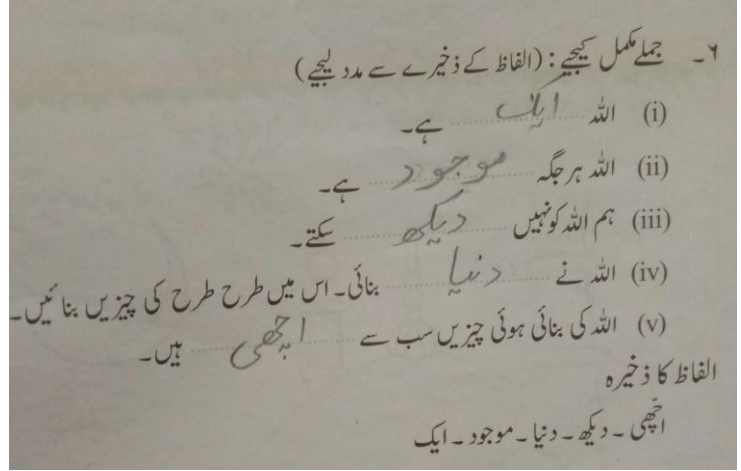 ۶۔ جملے مکمل کیجیے: (الفاظ کے ذخیرے سے مدد لیجیے)
(i) اللہ ایک ہے۔
(ii) اللہ ہر جگہ موجود ہے۔
(iii) ہم اللہ کو نہیں دیکھ سکتے۔
(iv) اللہ نے دنیا بنائی۔ اس میں طرح طرح کی چیزیں بنائیں۔
(v) اللہ کی بنائی ہوئی چیزیں سب سے اچھی ہیں۔
الفاظ کا ذخیرہ
اچّھی ۔ دیکھ ۔ دنیا ۔ موجود ۔ ایک